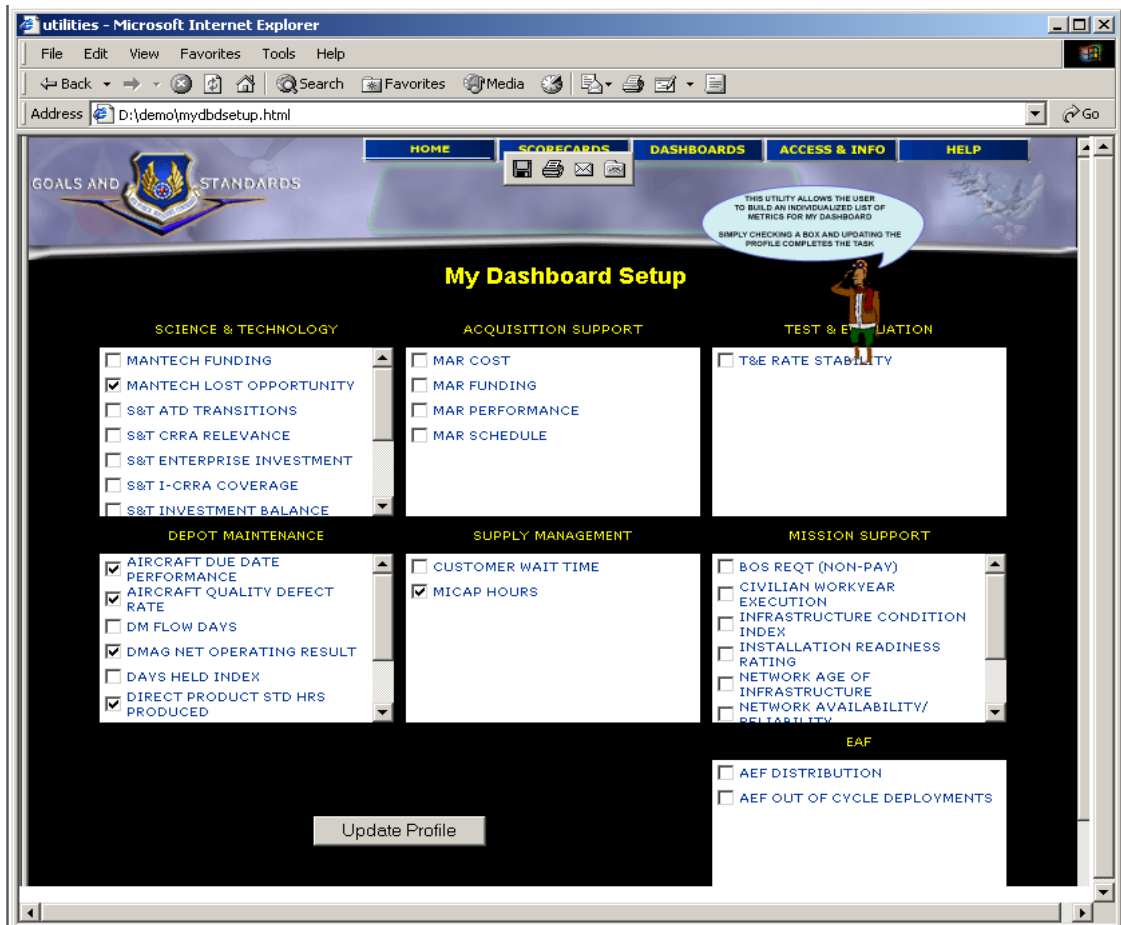 utilities - Microsoft Internet Explorer
File Edit View Favorites Tools Help
Back Search Favorites Media
Address D:\demo\mydbdsetup.html Go
HOME SCORECARDS DASHBOARDS ACCESS & INFO HELP
GOALS AND STANDARDS
THIS UTILITY ALLOWS THE USER
TO BUILD AN INDIVIDUALIZED LIST OF
METRICS FOR MY DASHBOARD
SIMPLY CHECKING A BOX AND UPDATING THE
PROFILE COMPLETES THE TASK
My Dashboard Setup
SCIENCE & TECHNOLOGY
MANTECH FUNDING
MANTECH LOST OPPORTUNITY
S&T ATD TRANSITIONS
S&T CRRA RELEVANCE
S&T ENTERPRISE INVESTMENT
S&T I-CRRA COVERAGE
S&T INVESTMENT BALANCE
ACQUISITION SUPPORT
MAR COST
MAR FUNDING
MAR PERFORMANCE
MAR SCHEDULE
TEST & EVALUATION
T&E RATE STABILITY
DEPOT MAINTENANCE
AIRCRAFT DUE DATE
PERFORMANCE
AIRCRAFT QUALITY DEFECT
RATE
DM FLOW DAYS
DMAG NET OPERATING RESULT
DAYS HELD INDEX
DIRECT PRODUCT STD HRS
PRODUCED
SUPPLY MANAGEMENT
CUSTOMER WAIT TIME
MICAP HOURS
MISSION SUPPORT
BOS REQT (NON-PAY)
CIVILIAN WORKYEAR
EXECUTION
INFRASTRUCTURE CONDITION
INDEX
INSTALLATION READINESS
RATING
NETWORK AGE OF
INFRASTRUCTURE
NETWORK AVAILABILITY/
RELIABILITY
EAF
AEF DISTRIBUTION
AEF OUT OF CYCLE DEPLOYMENTS
Update Profile